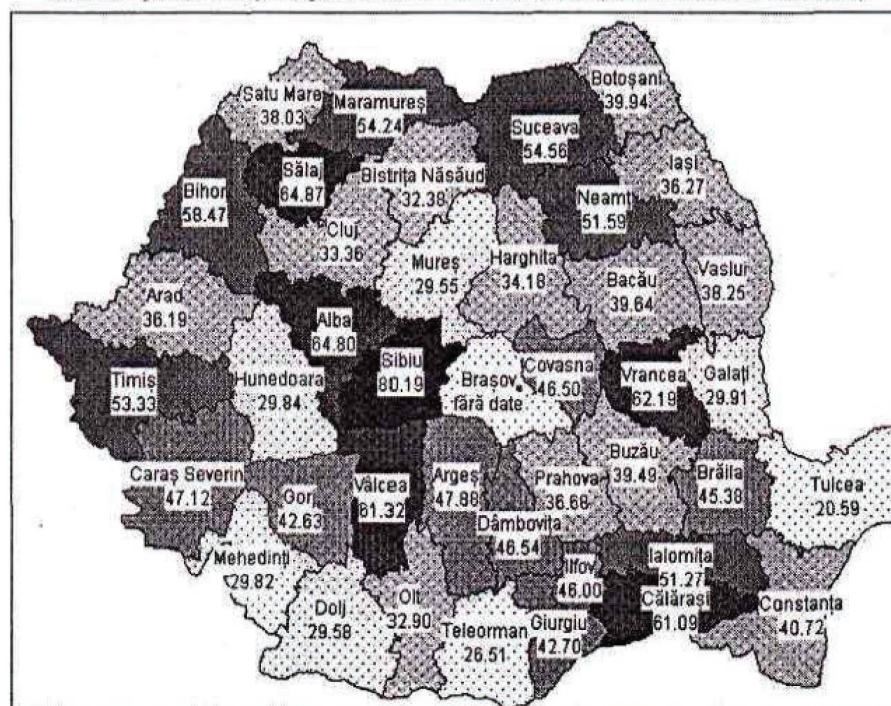 Botoșani
39.94
Satu Mare
38.03
Maramureș
54.24
Suceava
54.56
Iași
36.27
Sălaj
64.87
Bistrița Năsăud
32.38
Neamț
51.59
Bihor
58.47
Cluj
33.36
Mureș
29.55
Harghita
34.18
Bacău
39.64
Vaslui
38.25
Arad
36.19
Alba
64.80
Sibiu
80.19
Brașov
fără date
Covasna
46.50
Vrancea
62.19
Galați
29.91
Timiș
53.33
Hunedoara
29.84
Caraș Severin
47.12
Gorj
42.63
Vâlcea
61.32
Argeș
47.88
Prahova
36.68
Buzău
39.49
Brăila
45.38
Tulcea
20.59
Dâmbovița
46.54
Mehedinți
29.82
Ilfov
46.00
Ialomița
51.27
Dolj
29.58
Olt
32.90
Teleorman
26.51
Giurgiu
42.70
Călărași
61.09
Constanța
40.72